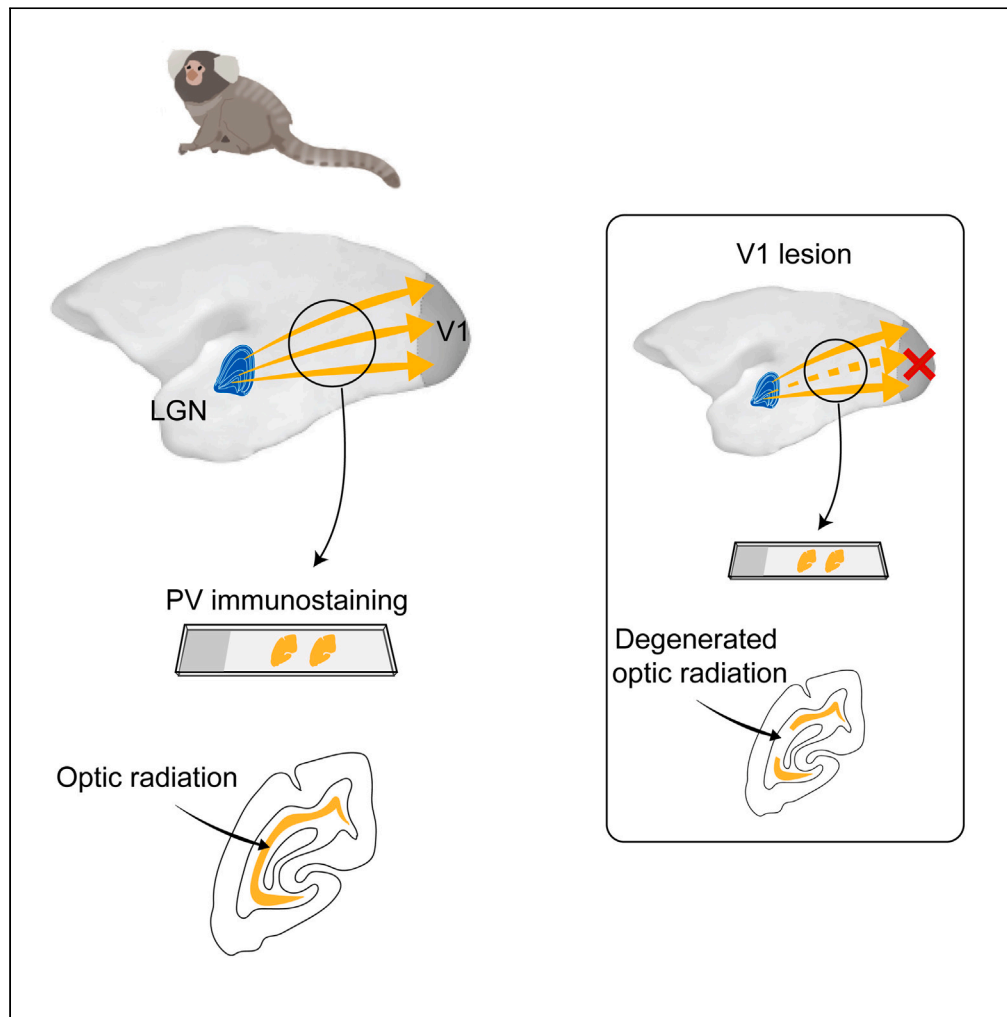 V1
LGN
PV immunostaining
Optic radiation
V1 lesion
Degenerated
optic radiation